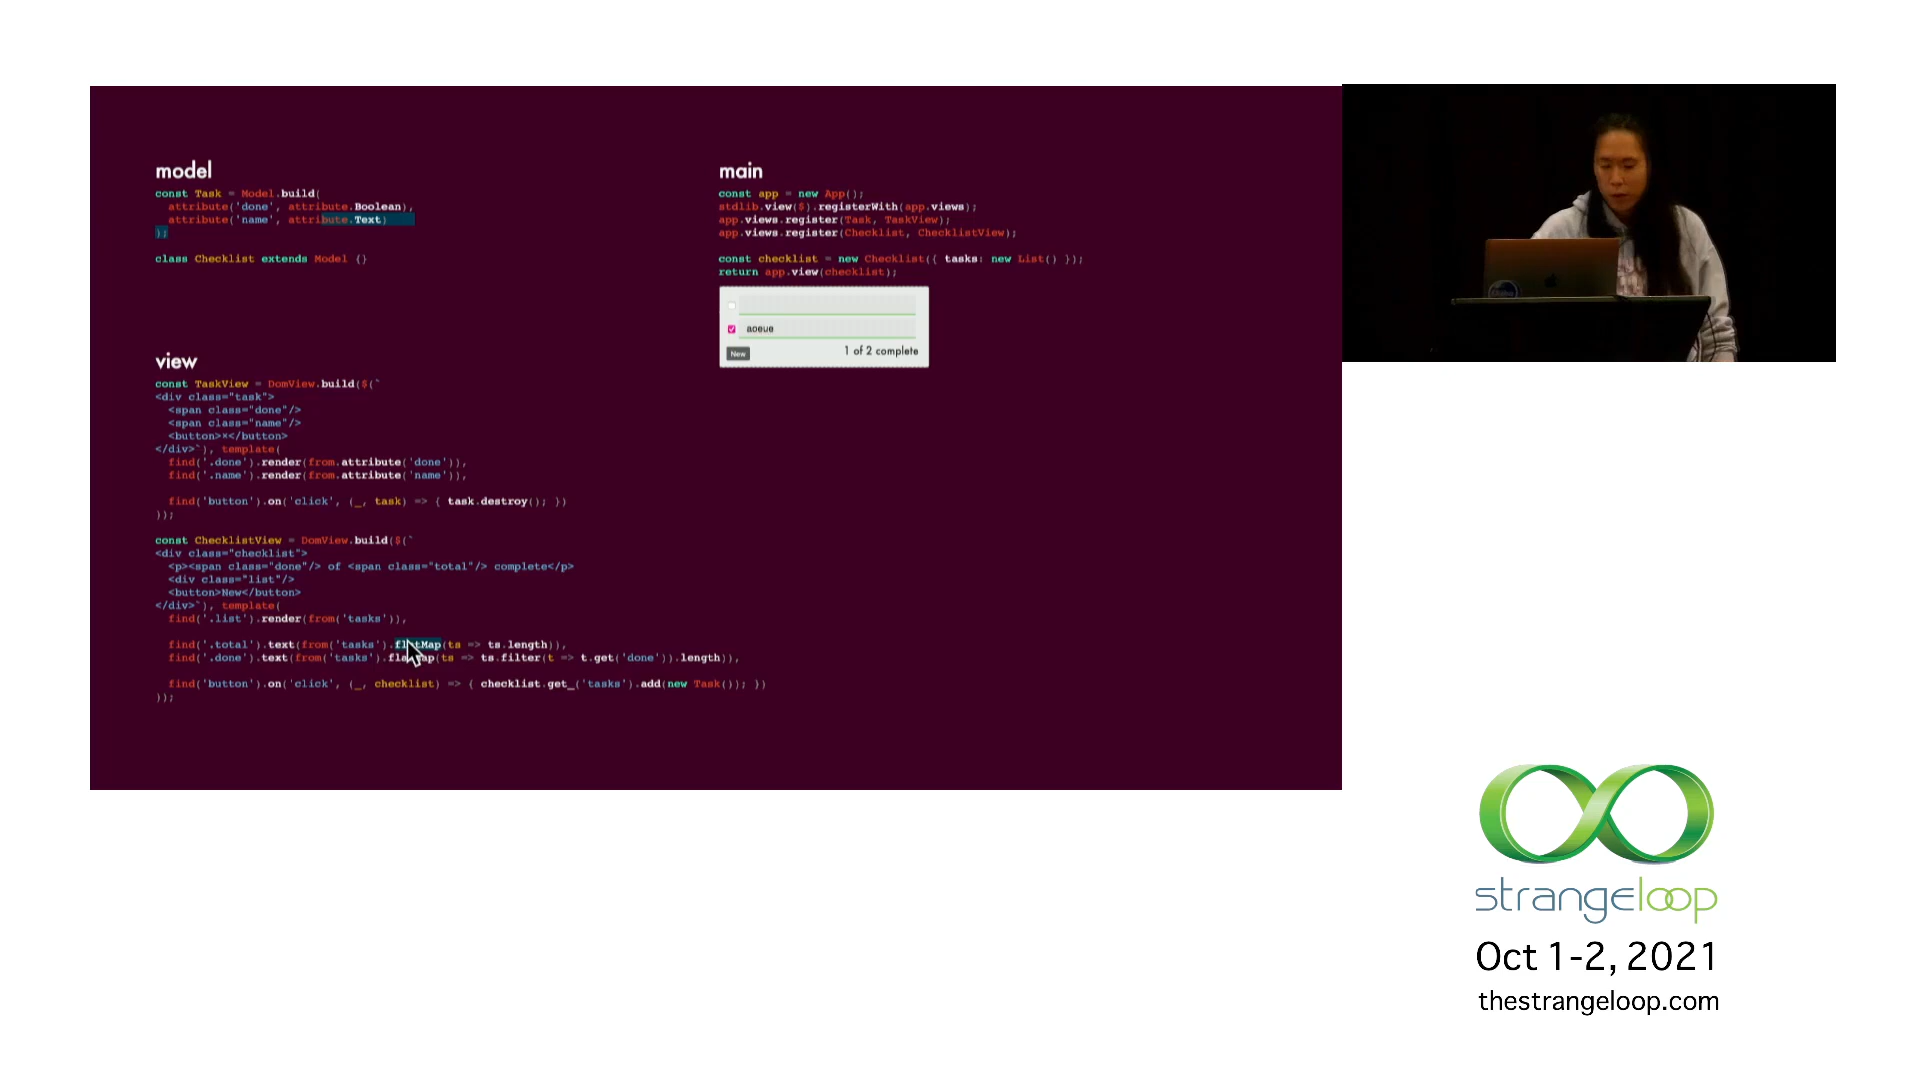 model
const Task = Model.build(
attribute('done', attribute.Boolean),
attribute('name', attribute.Text)
);
class Checklist extends Model {}
view
const TaskView = DomView.build($(`
<div class="task">
<span class="done"/>
<span class="name"/>
<button>×</button>
</div>`), template(
find('.done').render(from.attribute('done')),
find('.name').render(from.attribute('name')),
find('button').on('click', (_, task) => { task.destroy(); })
));
const ChecklistView = DomView.build($(`
<div class="checklist">
<p><span class="done"/> of <span class="total"/> complete</p>
<div class="list"/>
<button>New</button>
</div>`), template(
find('.list').render(from('tasks')),
find('.total').text(from('tasks').flatMap(ts => ts.length)),
find('.done').text(from('tasks').flatMap(ts => ts.filter(t => t.get('done')).length)),
find('button').on('click', (_, checklist) => { checklist.get_('tasks').add(new Task()); })
));
main
const app = new App();
stdlib.view($).registerWith(app.views);
app.views.register(Task, TaskView);
app.views.register(Checklist, ChecklistView);
const checklist = new Checklist({ tasks: new List() });
return app.view(checklist);
aoeue
New
1 of 2 complete
strangeloop
Oct 1-2, 2021
thestrangeloop.com